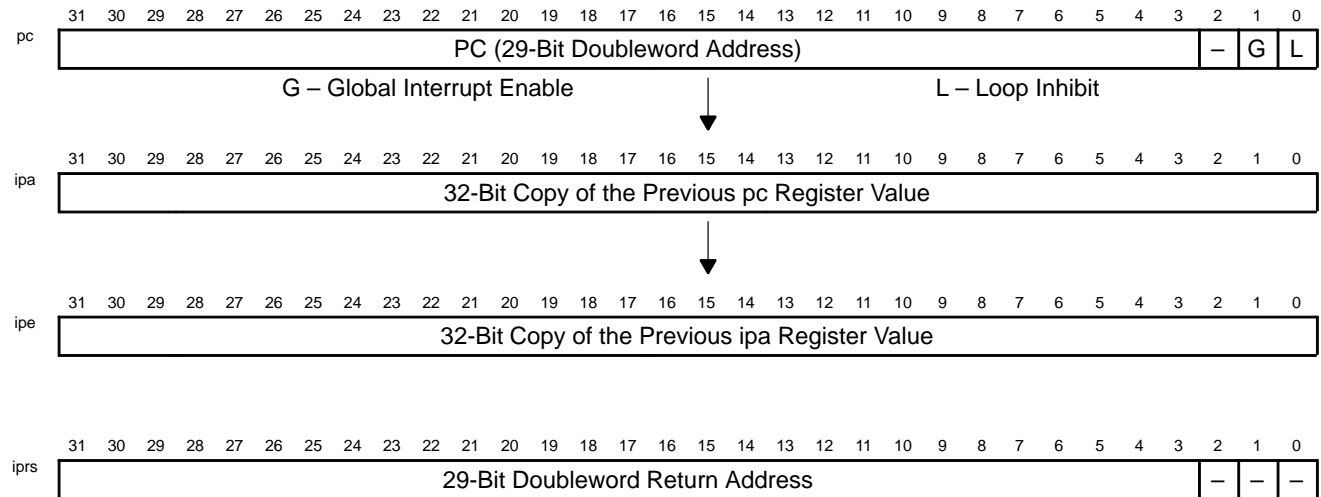 31 30 29 28 27 26 25 24 23 22 21 20 19 18 17 16 15 14 13 12 11 10 9 8 7 6 5 4 3 2 1 0
pc PC (29-Bit Doubleword Address) – G L
G – Global Interrupt Enable L – Loop Inhibit
31 30 29 28 27 26 25 24 23 22 21 20 19 18 17 16 15 14 13 12 11 10 9 8 7 6 5 4 3 2 1 0
ipa 32-Bit Copy of the Previous pc Register Value
31 30 29 28 27 26 25 24 23 22 21 20 19 18 17 16 15 14 13 12 11 10 9 8 7 6 5 4 3 2 1 0
ipe 32-Bit Copy of the Previous ipa Register Value
31 30 29 28 27 26 25 24 23 22 21 20 19 18 17 16 15 14 13 12 11 10 9 8 7 6 5 4 3 2 1 0
iprs 29-Bit Doubleword Return Address – – –